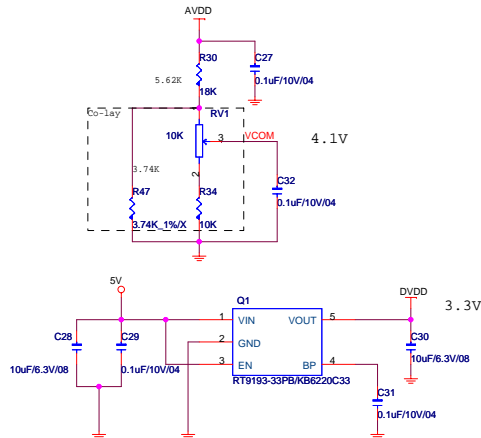 AVDD
R30
5.62K
18K
C27
0.1uF/10V/04
Co-lay
RV1
1
10K
3
VCOM
4.1V
2
3.74K
R47
3.74K_1%/X
R34
10K
C32
0.1uF/10V/04
5V
Q1
DVDD
3.3V
1
VIN
VOUT
5
2
GND
3
EN
BP
4
RT9193-33PB/KB6220C33
C28
10uF/6.3V/08
C29
0.1uF/10V/04
C30
10uF/6.3V/08
C31
0.1uF/10V/04